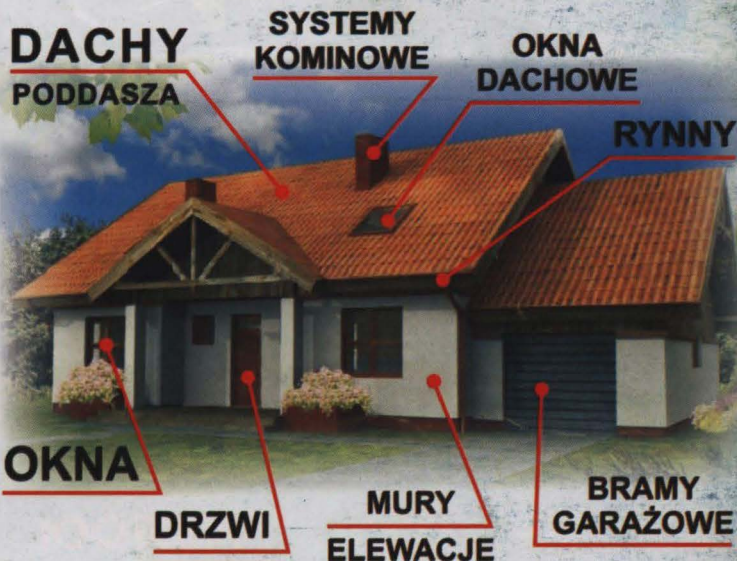 DACHY
PODDASZA
SYSTEMY
KOMINOWE
OKNA
DACHOWE
RYNNY
OKNA
DRZWI
MURY
ELEWACJE
BRAMY
GARAŻOWE